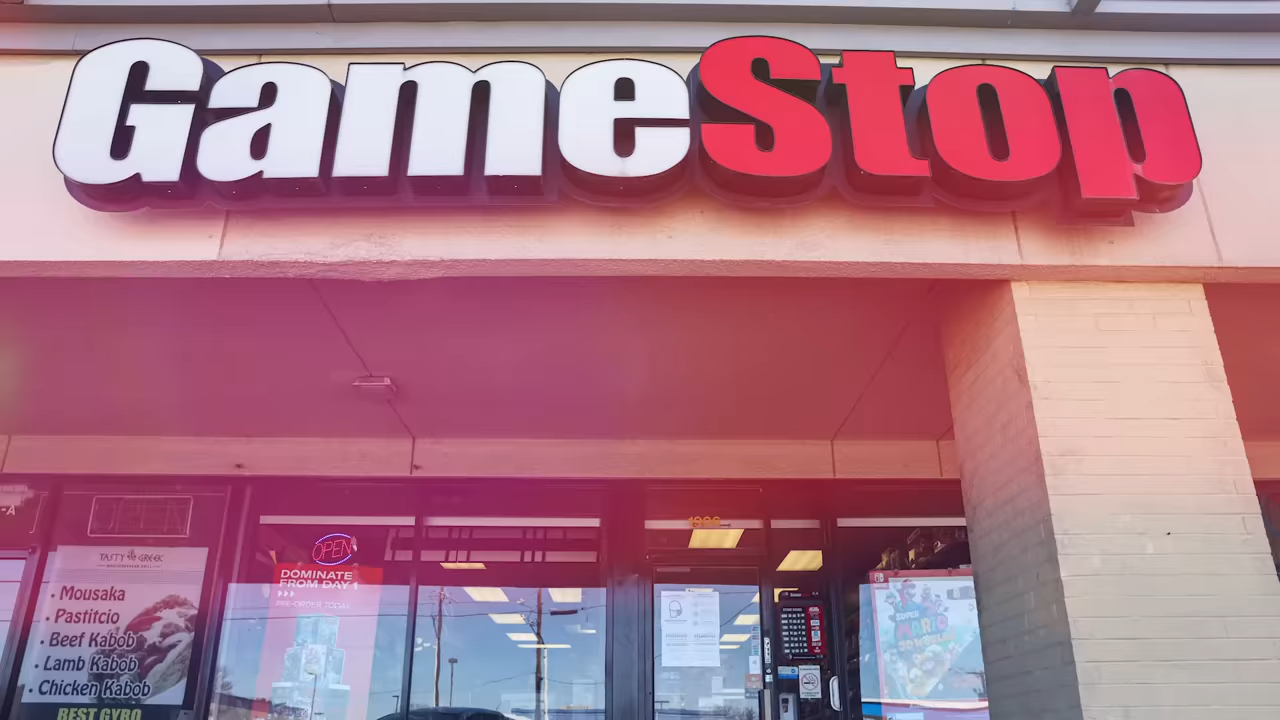 GameStop
-A
OPEN
TASTY GREEK
Mousaka
Pastitcio
Beef Kabob
Lamb Kabob
Chicken Kabob
BEST GYRO
OPEN
DOMINATE
FROM DAY 1
PRE-ORDER TODAY
SUPER
MARIO